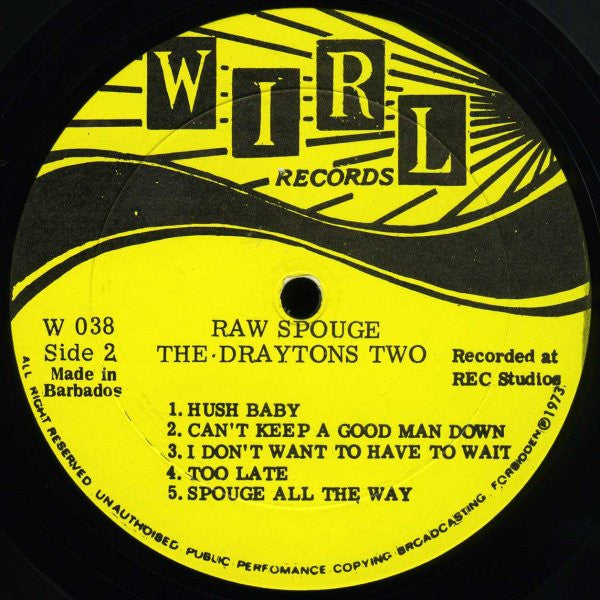 WIRL
RECORDS
W 038
Side 2
Made in
Barbados
RAW SPOUGE
THE·DRAYTONS TWO
Recorded at
REC Studios
1. HUSH BABY
2. CAN'T KEEP A GOOD MAN DOWN
3. I DON'T WANT TO HAVE TO WAIT
4. TOO LATE
5. SPOUGE ALL THE WAY
ALL RIGHT RESERVED UNAUTHOISED PUBLIC PERFOMANCE COPYING BROADCASTING FORBIDDEN ℗ 1973